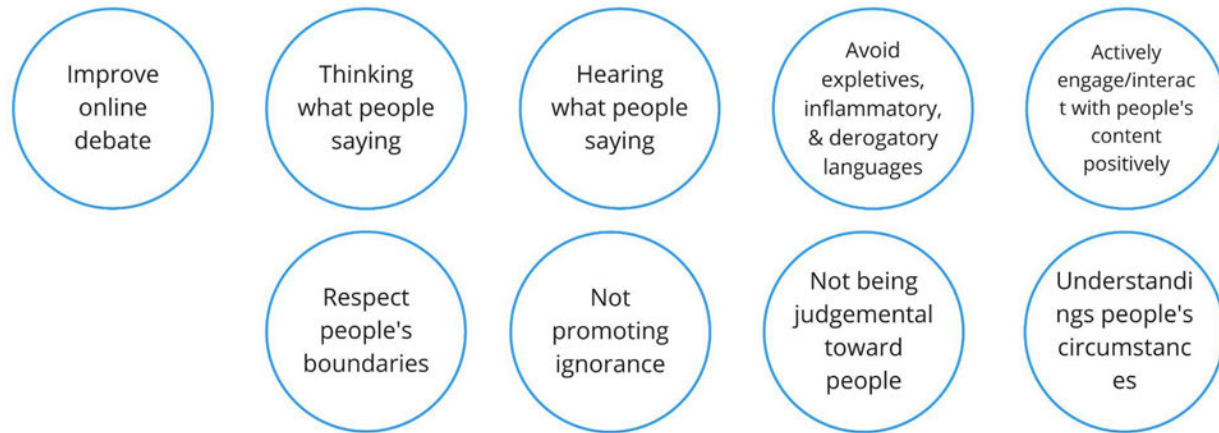 Improve
online
debate
Thinking
what people
saying
Hearing
what people
saying
Avoid
expletives,
inflammatory,
& derogatory
languages
Actively
engage/interac
t with people's
content
positively
Respect
people's
boundaries
Not
promoting
ignorance
Not being
judgemental
toward
people
Understandi
ngs people's
circumstanc
es